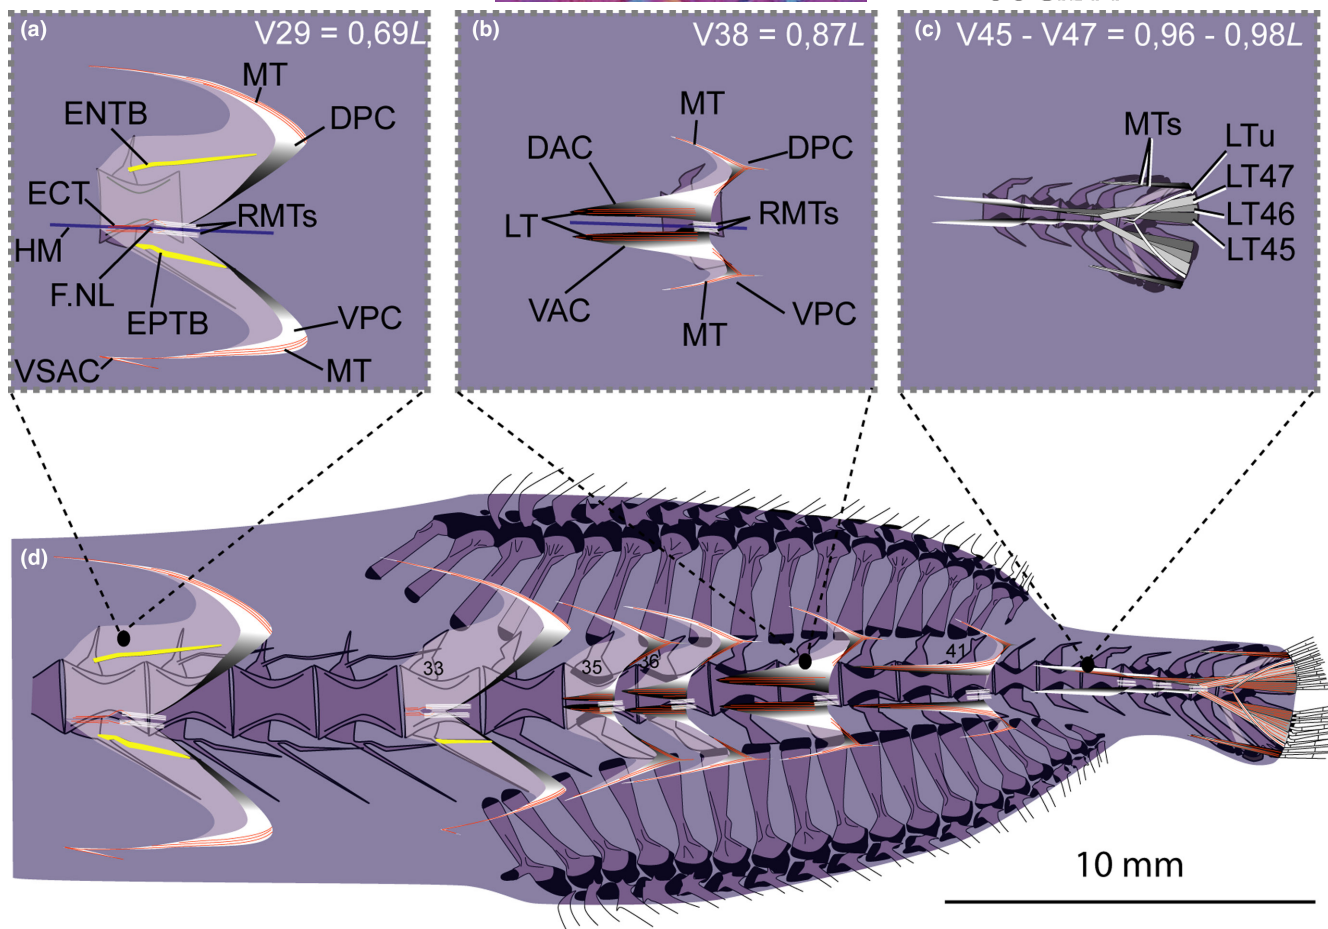 (a) V29 = 0,69L
MT
ENTB
DPC
ECT
RMTs
HM
F.NL
EPTB
VPC
VSAC
MT
(b) V38 = 0,87L
MT
DAC
DPC
LT
RMTs
VAC
VPC
MT
(c) V45 - V47 = 0,96 - 0,98L
MTs
LTu
LT47
LT46
LT45
(d)
33
35
36
41
10 mm